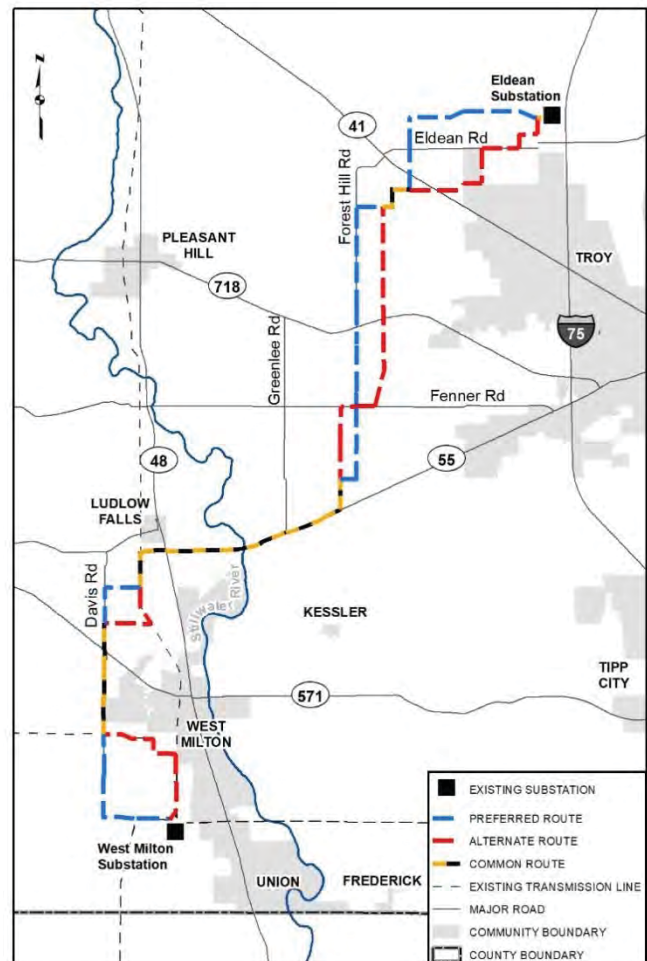 Z
Eldean
Substation
41
Eldean Rd
Forest Hill Rd
PLEASANT
HILL
TROY
718
75
Greenlee Rd
Fenner Rd
48
55
LUDLOW
FALLS
Davis Rd
Stillwater River
KESSLER
TIPP
CITY
571
WEST
MILTON
West Milton
Substation
UNION
FREDERICK
EXISTING SUBSTATION
PREFERRED ROUTE
ALTERNATE ROUTE
COMMON ROUTE
EXISTING TRANSMISSION LINE
MAJOR ROAD
COMMUNITY BOUNDARY
COUNTY BOUNDARY